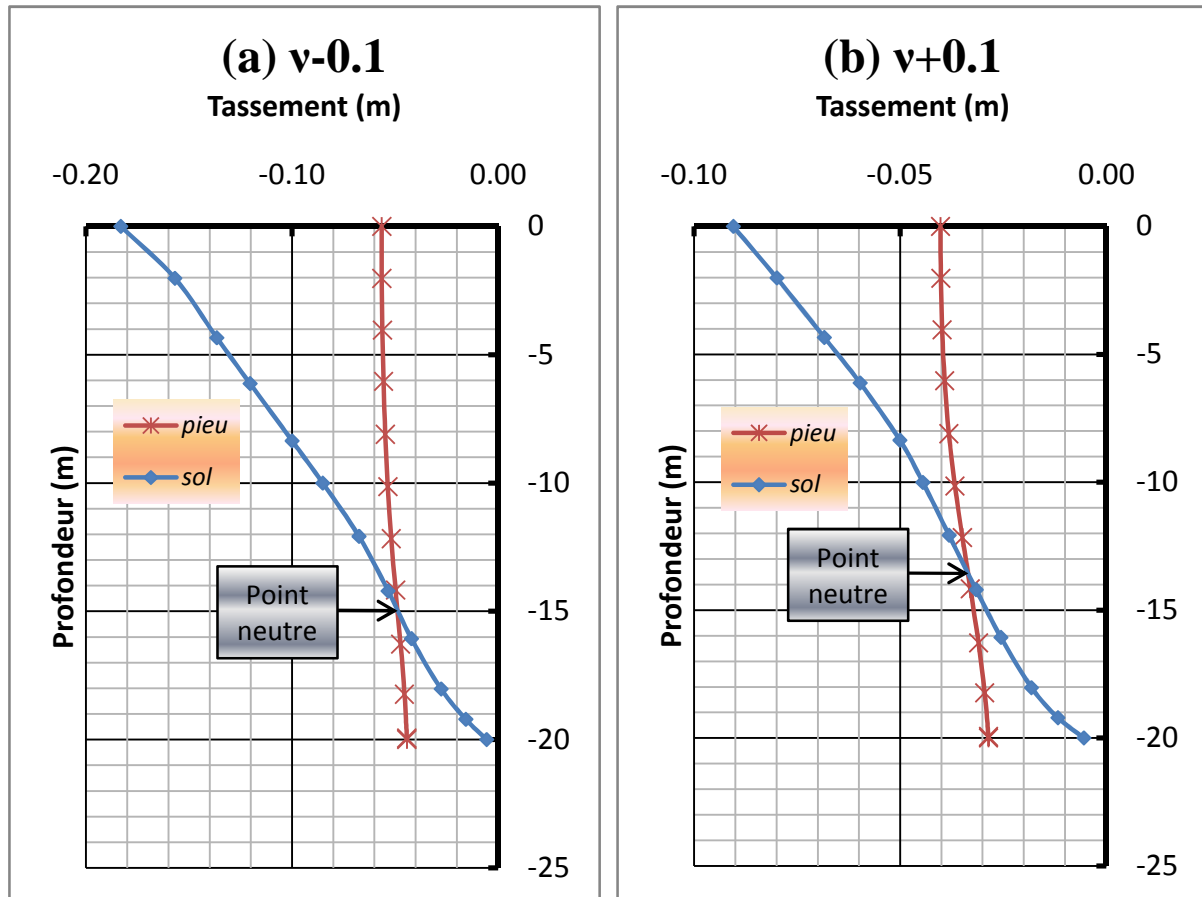 (a) ν-0.1
Tassement (m)
-0.20 -0.10 0.00
0
-5
-10
-15
-20
-25
Profondeur (m)
pieu
sol
Point
neutre
(b) ν+0.1
Tassement (m)
-0.10 -0.05 0.00
0
-5
-10
-15
-20
-25
Profondeur (m)
pieu
sol
Point
neutre